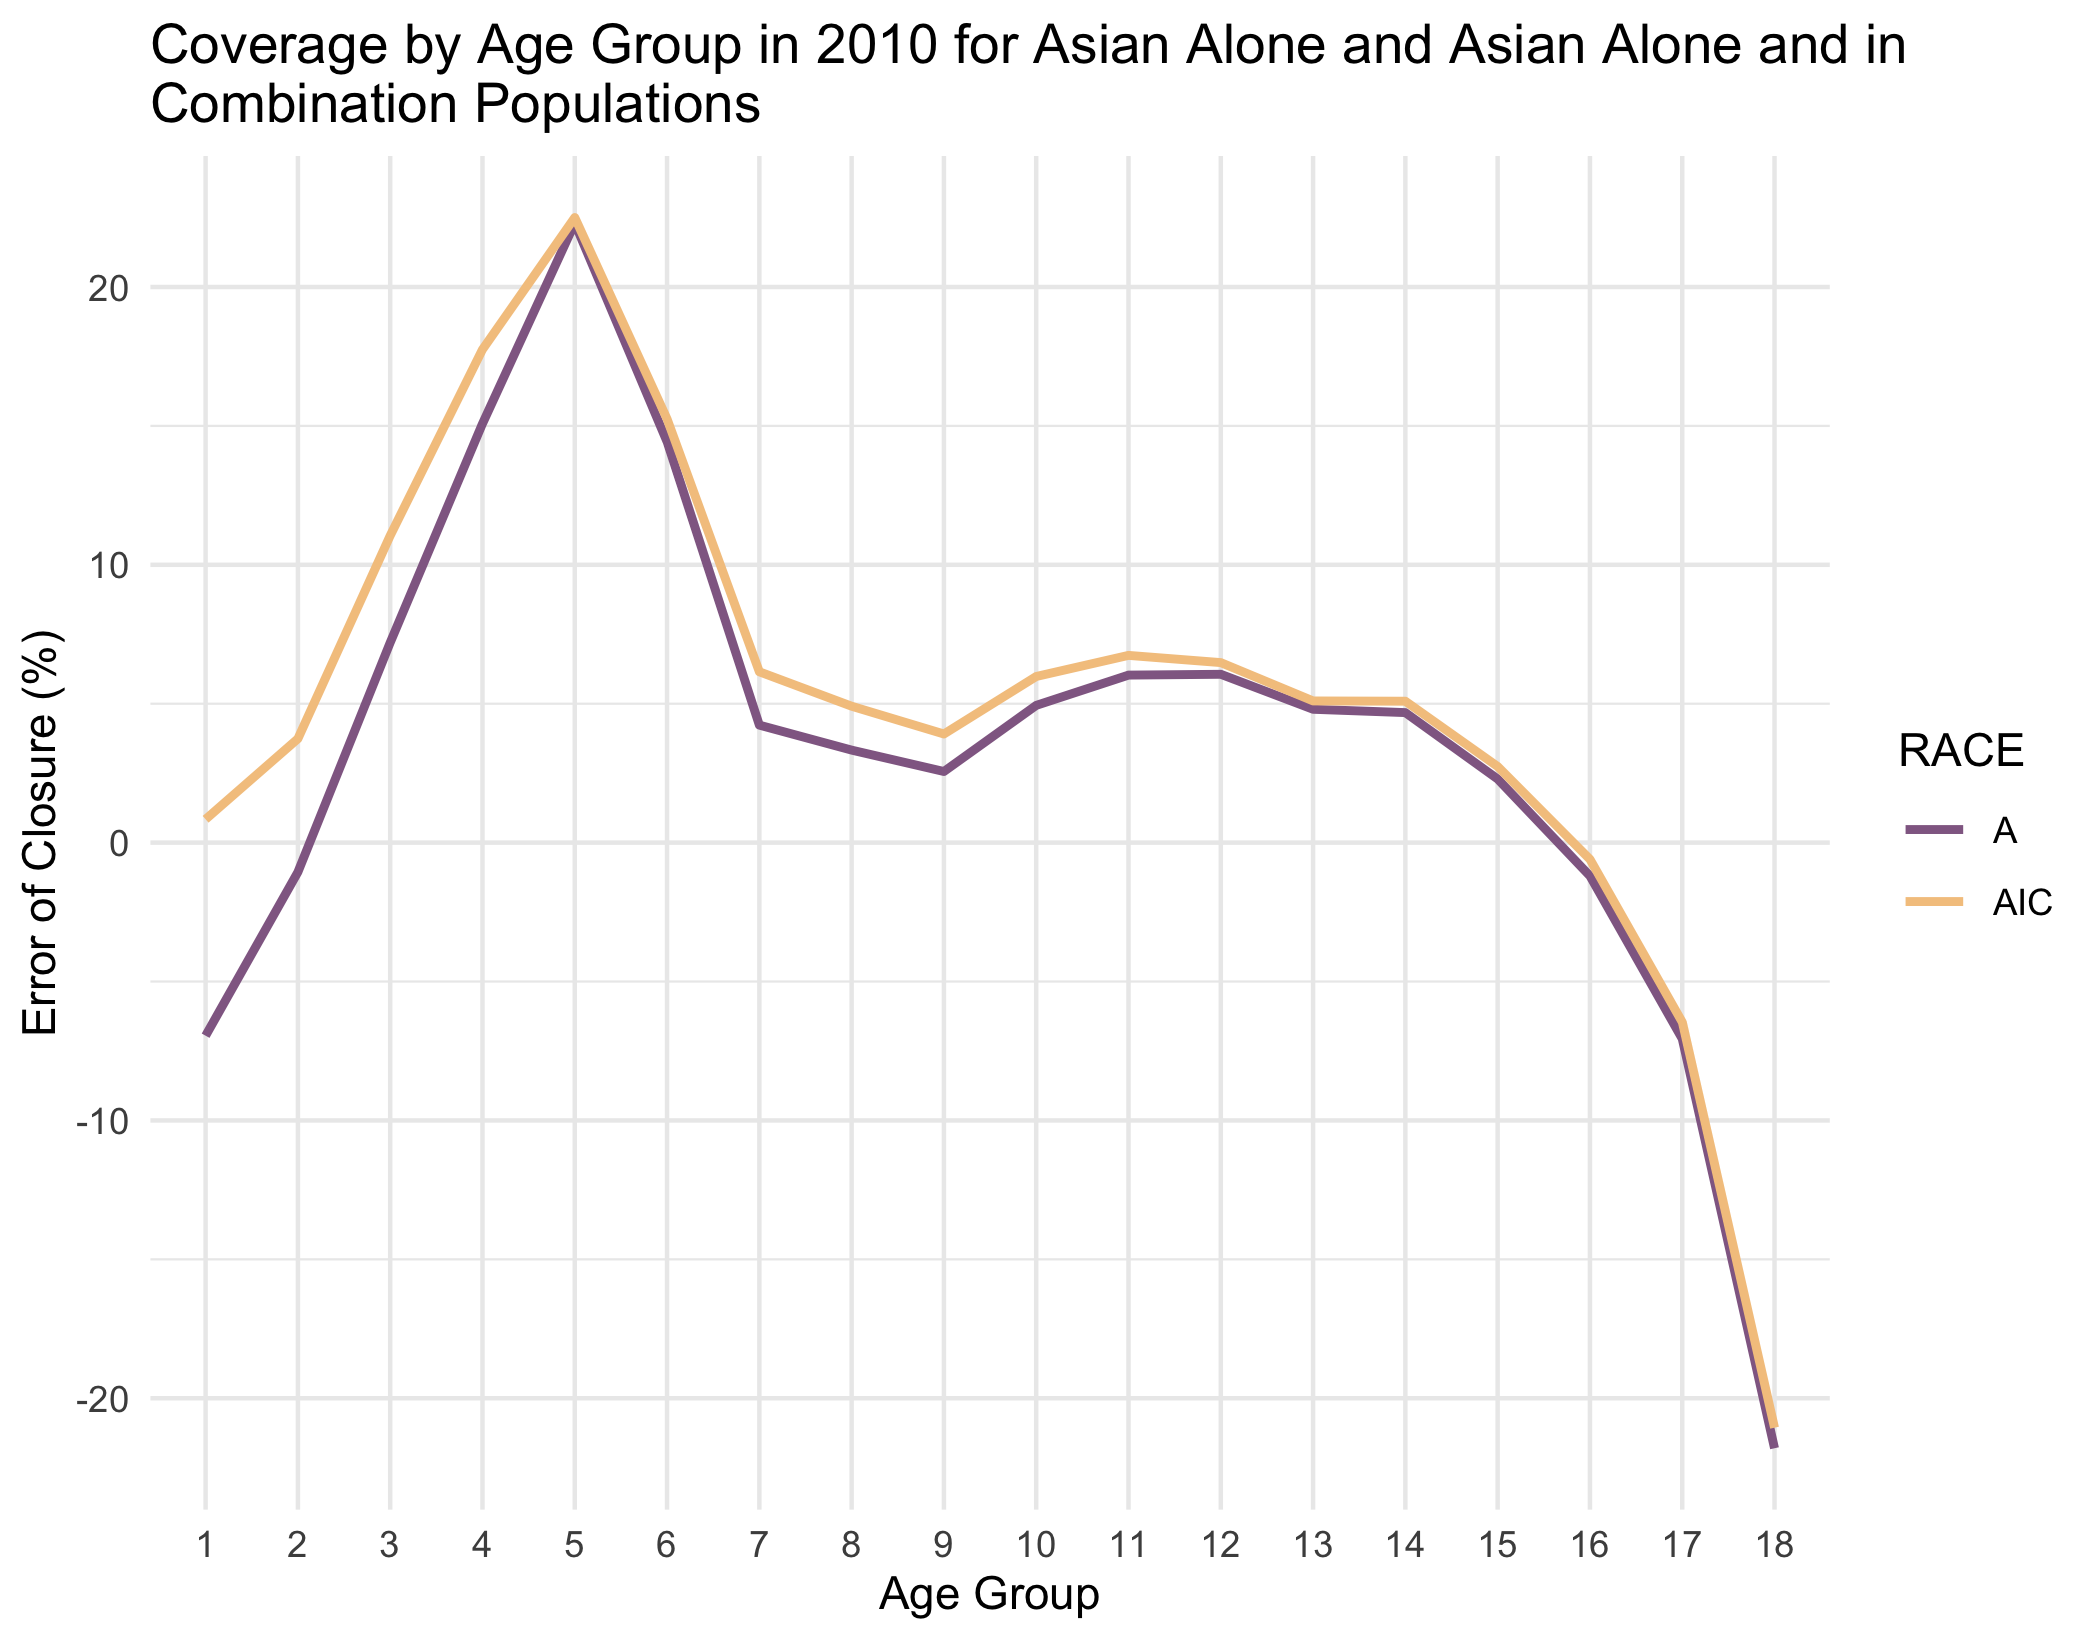 Coverage by Age Group in 2010 for Asian Alone and Asian Alone and in
Combination Populations
20
10
0
-10
-20
Error of Closure (%)
1 2 3 4 5 6 7 8 9 10 11 12 13 14 15 16 17 18
Age Group
RACE
A
AIC